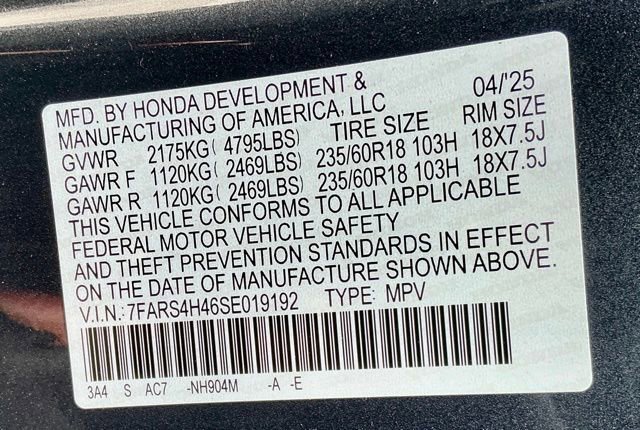 MFD. BY HONDA DEVELOPMENT & 04/'25
MANUFACTURING OF AMERICA, LLC
TIRE SIZE RIM SIZE
GVWR 2175KG( 4795LBS)
GAWR F 1120KG( 2469LBS) 235/60R18 103H 18X7.5J
GAWR R 1120KG( 2469LBS) 235/60R18 103H 18X7.5J
THIS VEHICLE CONFORMS TO ALL APPLICABLE
FEDERAL MOTOR VEHICLE SAFETY
AND THEFT PREVENTION STANDARDS IN EFFECT
ON THE DATE OF MANUFACTURE SHOWN ABOVE.
V.I.N.:7FARS4H46SE019192 TYPE: MPV
3A4 S AC7 -NH904M -A -E